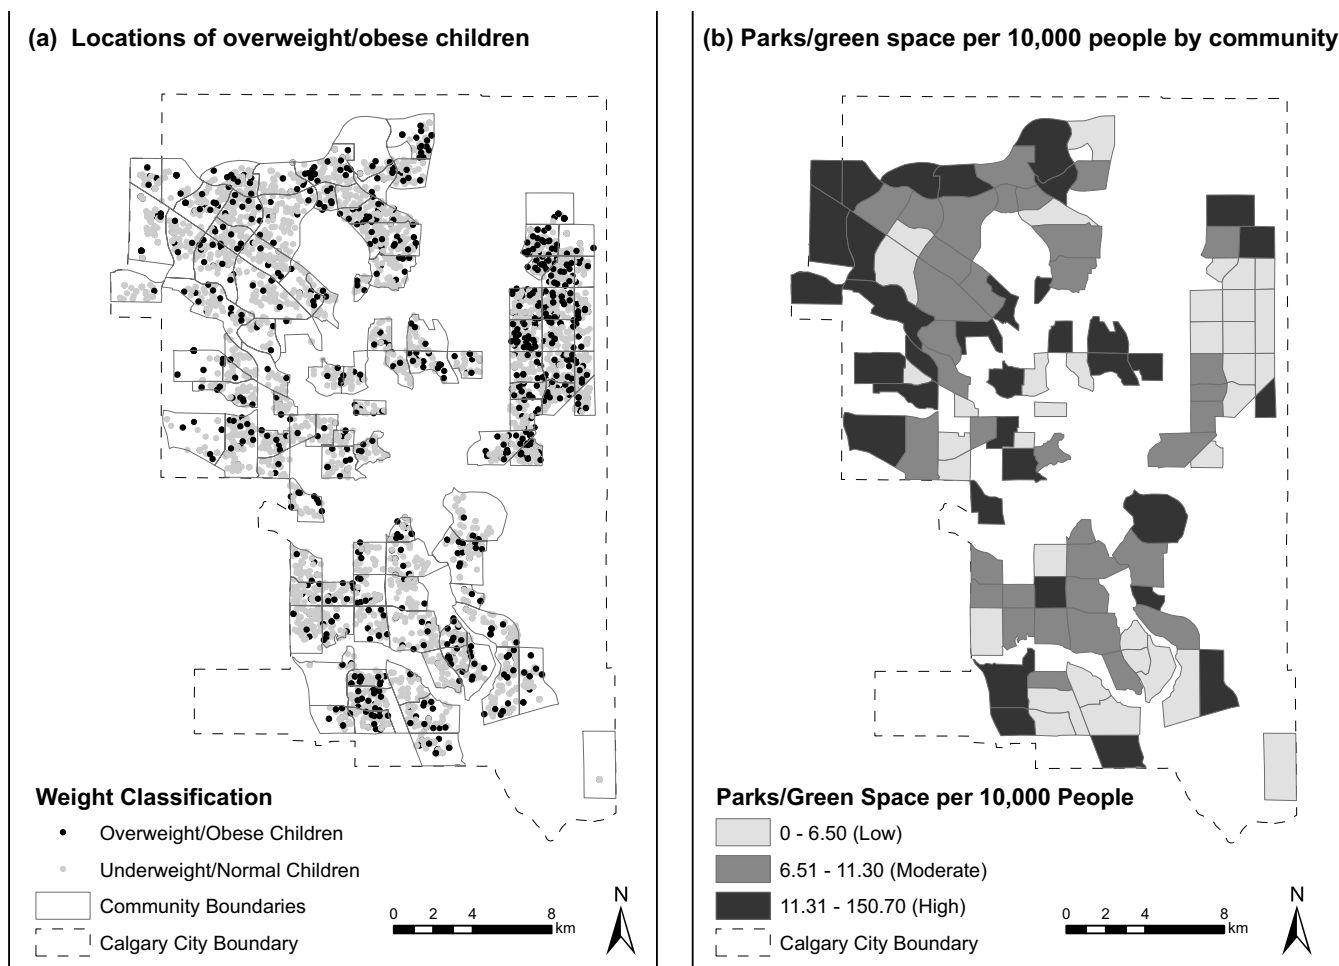 (a) Locations of overweight/obese children
Weight Classification
Overweight/Obese Children
Underweight/Normal Children
Community Boundaries
Calgary City Boundary
0 2 4 8
km
N
(b) Parks/green space per 10,000 people by community
Parks/Green Space per 10,000 People
0 - 6.50 (Low)
6.51 - 11.30 (Moderate)
11.31 - 150.70 (High)
Calgary City Boundary
0 2 4 8
km
N